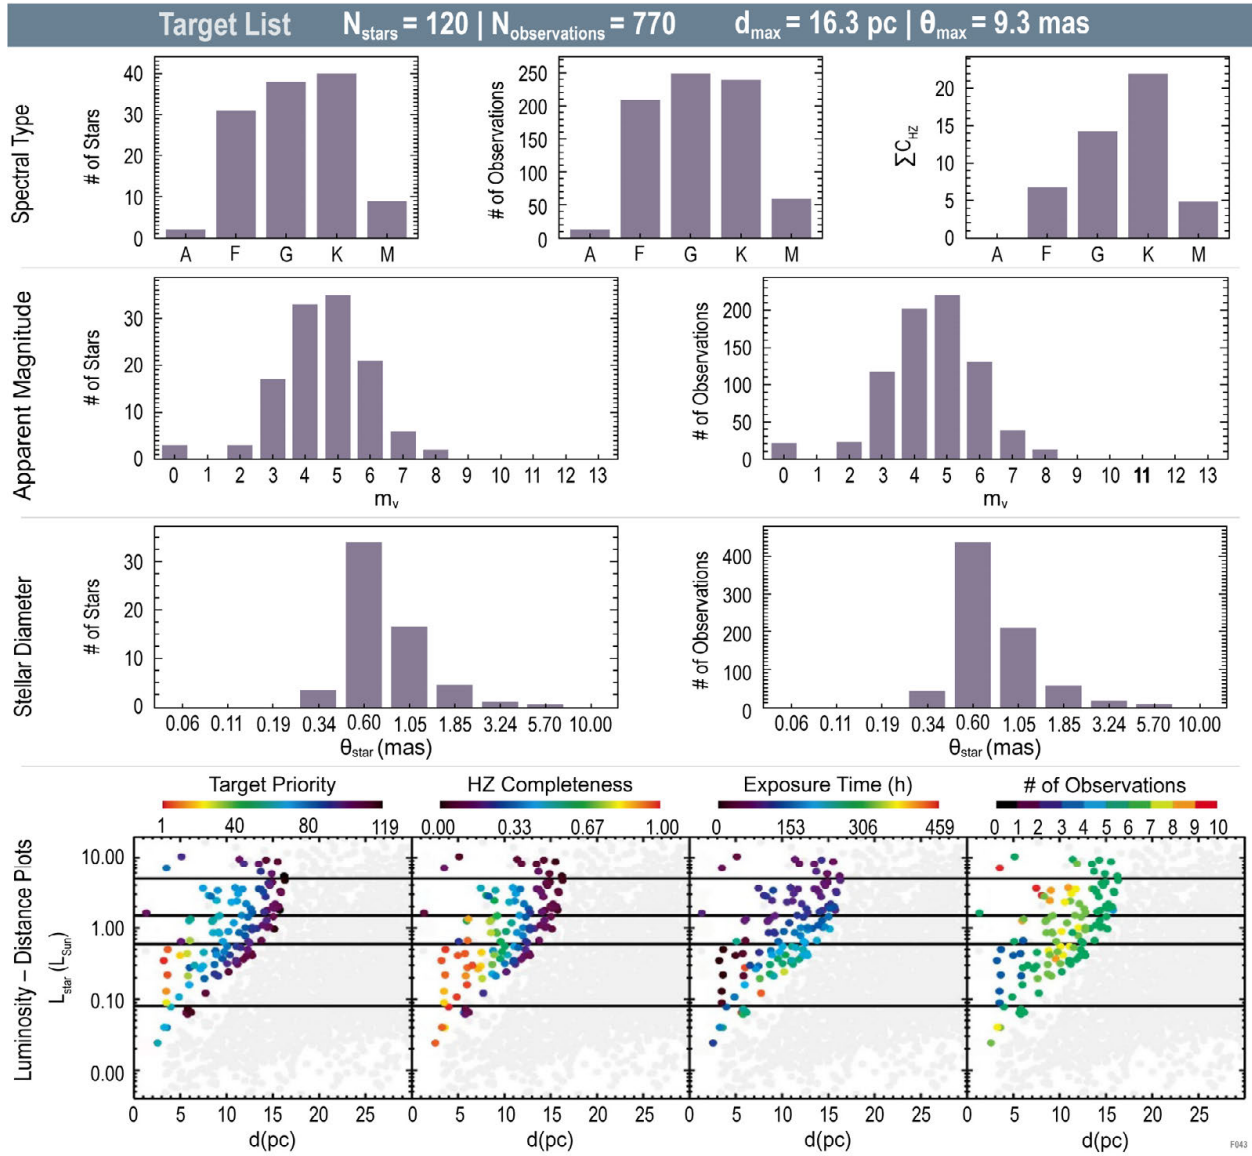 Target List N_stars = 120 | N_observations = 770 d_max = 16.3 pc | θ_max = 9.3 mas
Spectral Type
# of Stars
40
30
20
10
0
A F G K M
# of Observations
250
200
150
100
50
0
A F G K M
ΣC_HZ
20
15
10
5
0
A F G K M
Apparent Magnitude
# of Stars
30
20
10
0
0 1 2 3 4 5 6 7 8 9 10 11 12 13
m_v
# of Observations
200
150
100
50
0
0 1 2 3 4 5 6 7 8 9 10 11 12 13
m_v
Stellar Diameter
# of Stars
30
20
10
0
0.06 0.11 0.19 0.34 0.60 1.05 1.85 3.24 5.70 10.00
θ_star (mas)
# of Observations
400
300
200
100
0
0.06 0.11 0.19 0.34 0.60 1.05 1.85 3.24 5.70 10.00
θ_star (mas)
Luminosity – Distance Plots
Target Priority
1 40 80 119
HZ Completeness
0.00 0.33 0.67 1.00
Exposure Time (h)
0 153 306 459
# of Observations
0 1 2 3 4 5 6 7 8 9 10
L_star (L_Sun)
10.00
1.00
0.10
0.00
0 5 10 15 20 25
d(pc)
0 5 10 15 20 25
d(pc)
0 5 10 15 20 25
d(pc)
0 5 10 15 20 25
d(pc)
F043